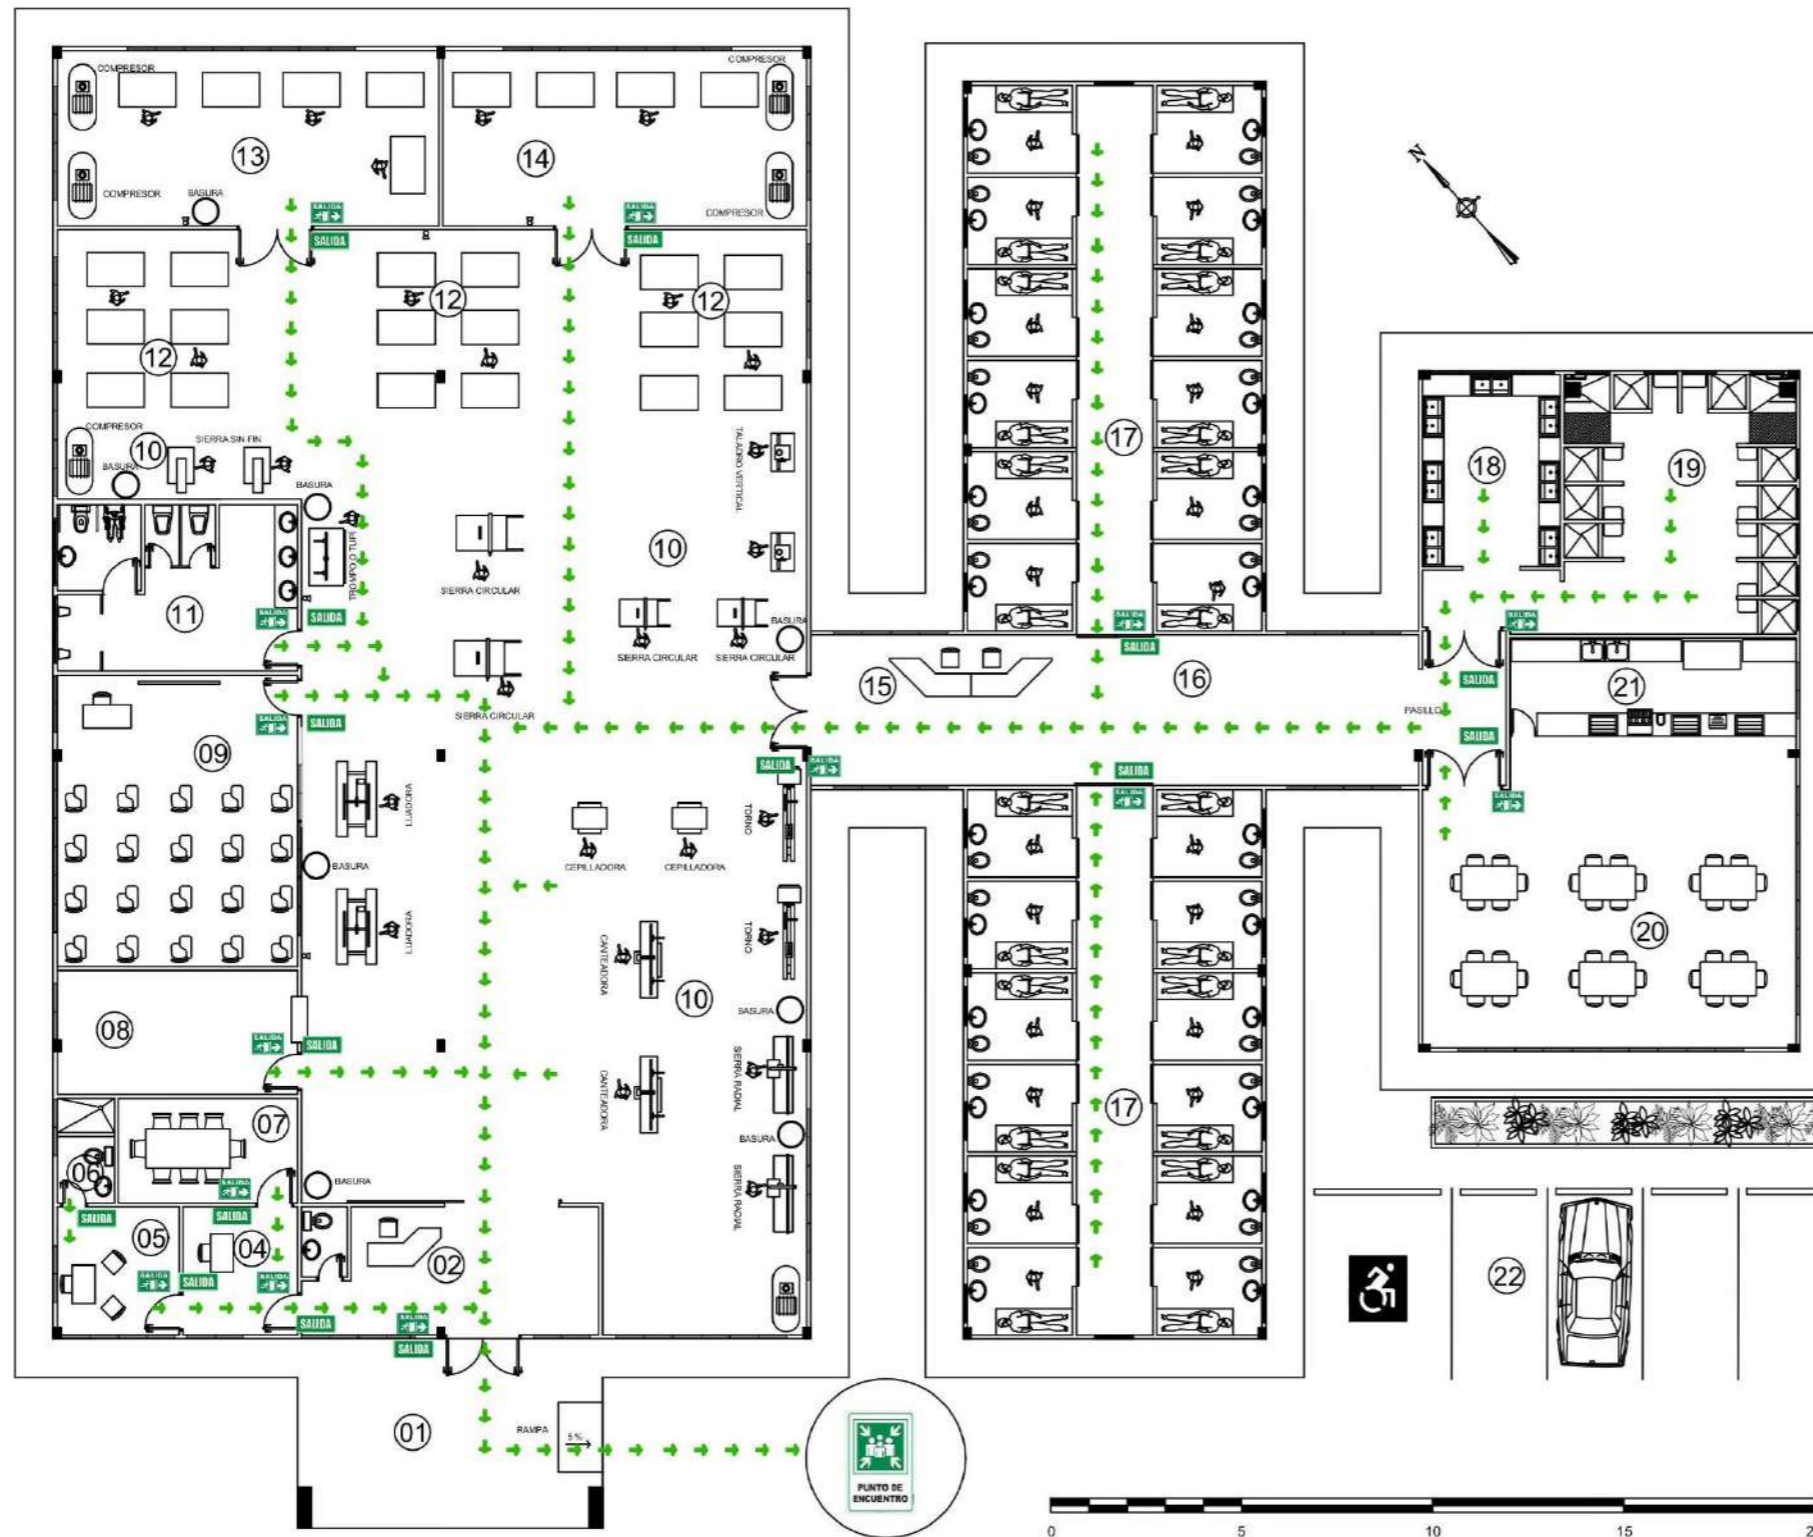 COMPRESOR
COMPRESOR
13
14
COMPRESOR
BASURA
COMPRESOR
SALIDA
SALIDA
SALIDA
SALIDA
12
12
12
N
COMPRESOR
10
SIERRA SIN FIN
BASURA
BASURA
TALADRO VERTICAL
17
18
19
TROMPO O TUPI
SIERRA CIRCULAR
10
11
SALIDA
SALIDA
SIERRA CIRCULAR
SIERRA CIRCULAR
BASURA
SALIDA
SALIDA
SALIDA
SALIDA
SALIDA
SALIDA
SIERRA CIRCULAR
15
16
PASILLO
21
SALIDA
09
SALIDA
SALIDA
SALIDA
SALIDA
SALIDA
LIJADORA
BASURA
LIJADORA
CEPILLADORA
CEPILLADORA
TORNO
TORNO
CANTEADORA
10
BASURA
20
08
SALIDA
SALIDA
CANTEADORA
SIERRA RADIAL
BASURA
SIERRA RADIAL
17
07
06
SALIDA
BASURA
SALIDA
SALIDA
05
04
02
SALIDA
SALIDA
SALIDA
SALIDA
SALIDA
SALIDA
22
01
RAMPA
5 %
PUNTO DE
ENCUENTRO
0 5 10 15